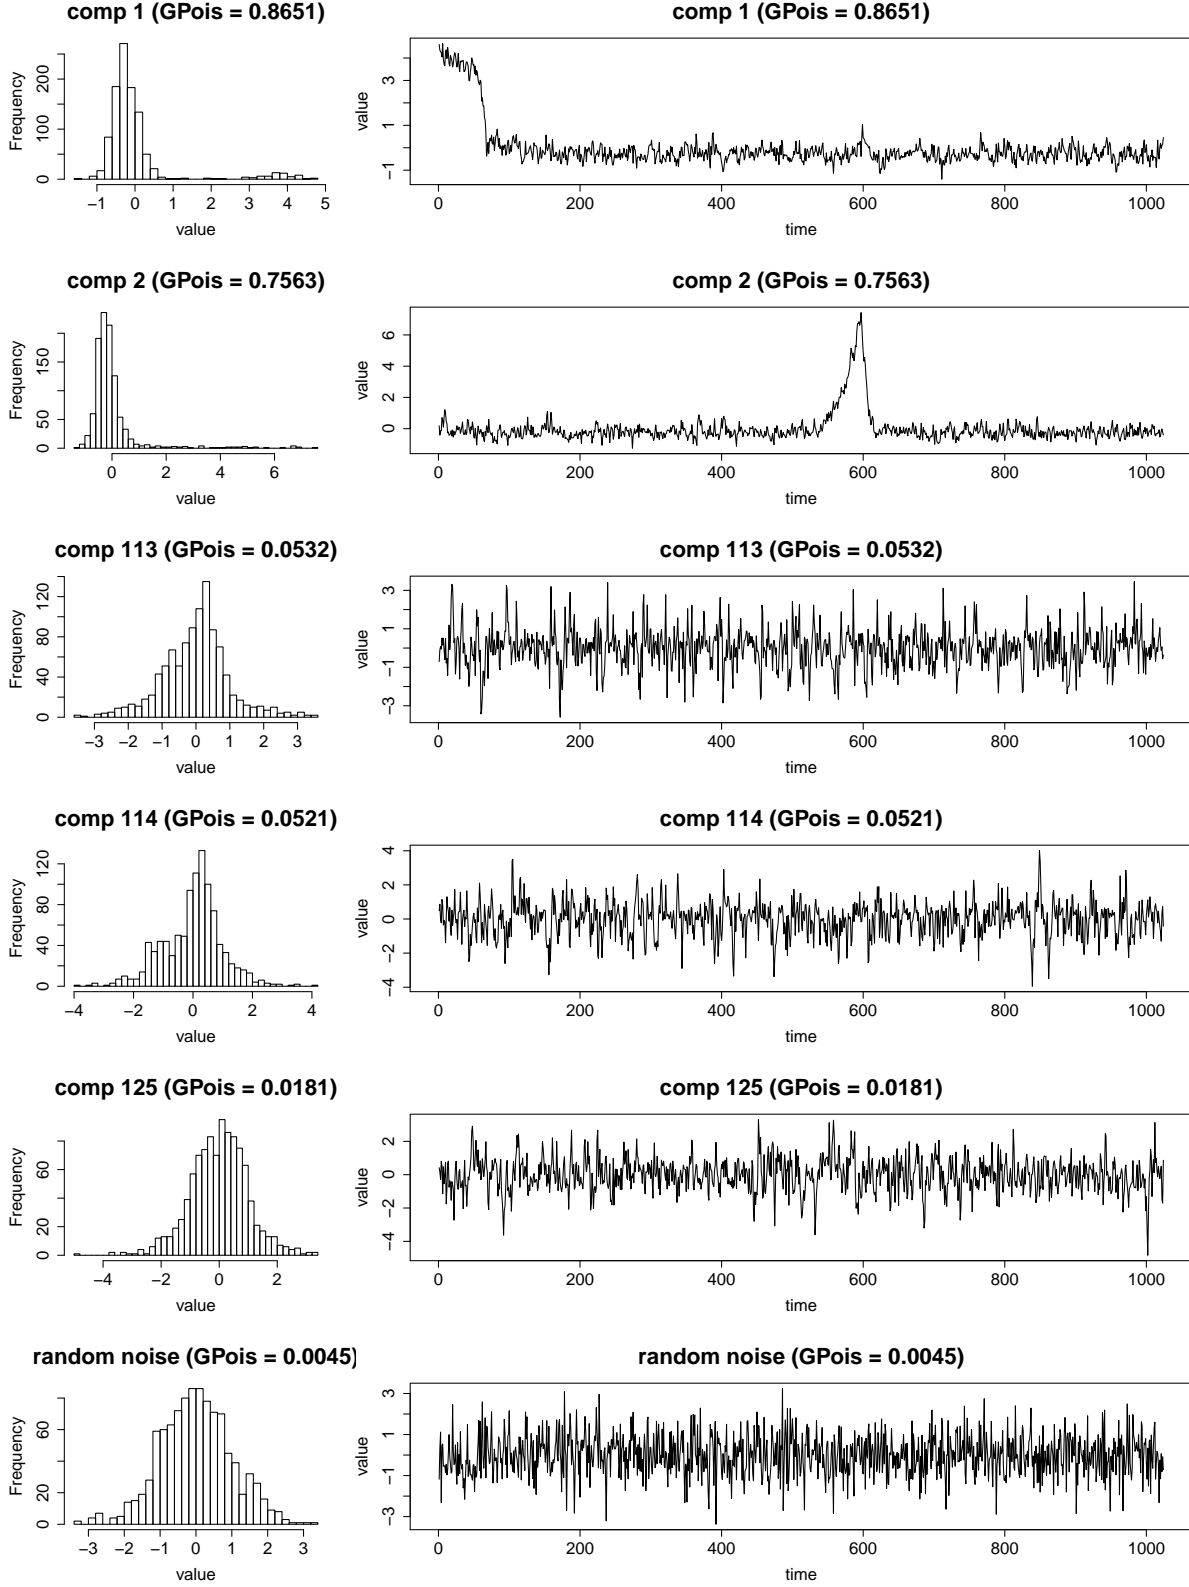 comp 1 (GPois = 0.8651) comp 1 (GPois = 0.8651)
Frequency
0 100 200
−1 0 1 2 3 4 5
value
value
−1 1 3
0 200 400 600 800 1000
time
comp 2 (GPois = 0.7563) comp 2 (GPois = 0.7563)
Frequency
0 50 150
0 2 4 6
value
value
0 2 4 6
0 200 400 600 800 1000
time
comp 113 (GPois = 0.0532) comp 113 (GPois = 0.0532)
Frequency
0 40 80 120
−3 −2 −1 0 1 2 3
value
value
−3 −1 1 3
0 200 400 600 800 1000
time
comp 114 (GPois = 0.0521) comp 114 (GPois = 0.0521)
Frequency
0 40 80 120
−4 −2 0 2 4
value
value
−4 −2 0 2 4
0 200 400 600 800 1000
time
comp 125 (GPois = 0.0181) comp 125 (GPois = 0.0181)
Frequency
0 20 60
−4 −2 0 2
value
value
−4 −2 0 2
0 200 400 600 800 1000
time
random noise (GPois = 0.0045) random noise (GPois = 0.0045)
Frequency
0 20 60
−3 −2 −1 0 1 2 3
value
value
−3 −1 1 3
0 200 400 600 800 1000
time